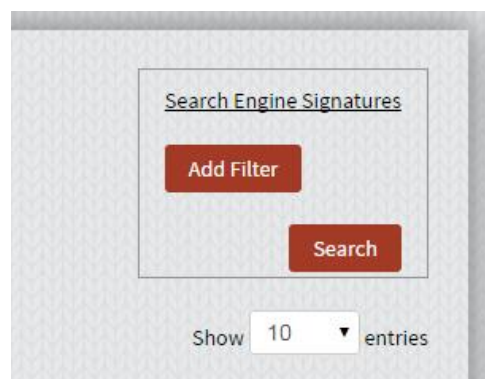 Search Engine Signatures
Add Filter
Search
Show 10 entries